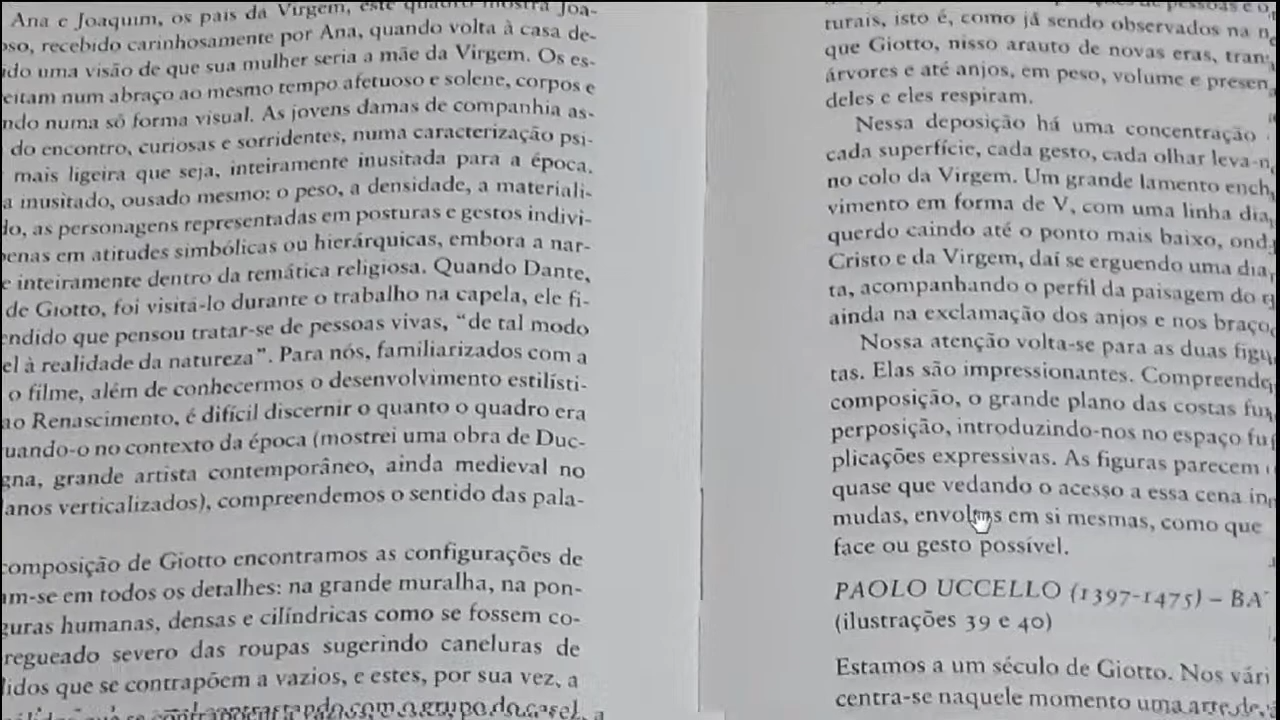 Ana e Joaquim, os pais da Virgem, este quadro mostra Joa-
oso, recebido carinhosamente por Ana, quando volta à casa de-
ido uma visão de que sua mulher seria a mãe da Virgem. Os es-
eitam num abraço ao mesmo tempo afetuoso e solene, corpos e
ndo numa só forma visual. As jovens damas de companhia as-
do encontro, curiosas e sorridentes, numa caracterização psi-
mais ligeira que seja, inteiramente inusitada para a época.
a inusitado, ousado mesmo: o peso, a densidade, a materiali-
do, as personagens representadas em posturas e gestos indivi-
penas em atitudes simbólicas ou hierárquicas, embora a nar-
e inteiramente dentro da temática religiosa. Quando Dante,
de Giotto, foi visitá-lo durante o trabalho na capela, ele fi-
endido que pensou tratar-se de pessoas vivas, “de tal modo
el à realidade da natureza”. Para nós, familiarizados com a
o filme, além de conhecermos o desenvolvimento estilísti-
ao Renascimento, é difícil discernir o quanto o quadro era
uando-o no contexto da época (mostrei uma obra de Duc-
gna, grande artista contemporâneo, ainda medieval no
anos verticalizados), compreendemos o sentido das pala-
composição de Giotto encontramos as configurações de
am-se em todos os detalhes: na grande muralha, na pon-
guras humanas, densas e cilíndricas como se fossem co-
regueado severo das roupas sugerindo caneluras de
lidos que se contrapõem a vazios, e estes, por sua vez, a
contrastando com o grupo do casal, a
de pessoas e o
turais, isto é, como já sendo observados na n
que Giotto, nisso arauto de novas eras, tran
árvores e até anjos, em peso, volume e presen
deles e eles respiram.
Nessa deposição há uma concentração
cada superfície, cada gesto, cada olhar leva-n
no colo da Virgem. Um grande lamento ench
vimento em forma de V, com uma linha dia
querdo caindo até o ponto mais baixo, ond
Cristo e da Virgem, daí se erguendo uma dia
ta, acompanhando o perfil da paisagem do
ainda na exclamação dos anjos e nos braço
Nossa atenção volta-se para as duas figu
tas. Elas são impressionantes. Compreende
composição, o grande plano das costas fu
perposição, introduzindo-nos no espaço fu
plicações expressivas. As figuras parecem
quase que vedando o acesso a essa cena in
mudas, envoltas em si mesmas, como que
face ou gesto possível.
PAOLO UCCELLO (1397-1475) – BAT
(ilustrações 39 e 40)
Estamos a um século de Giotto. Nos vári
centra-se naquele momento uma arte de